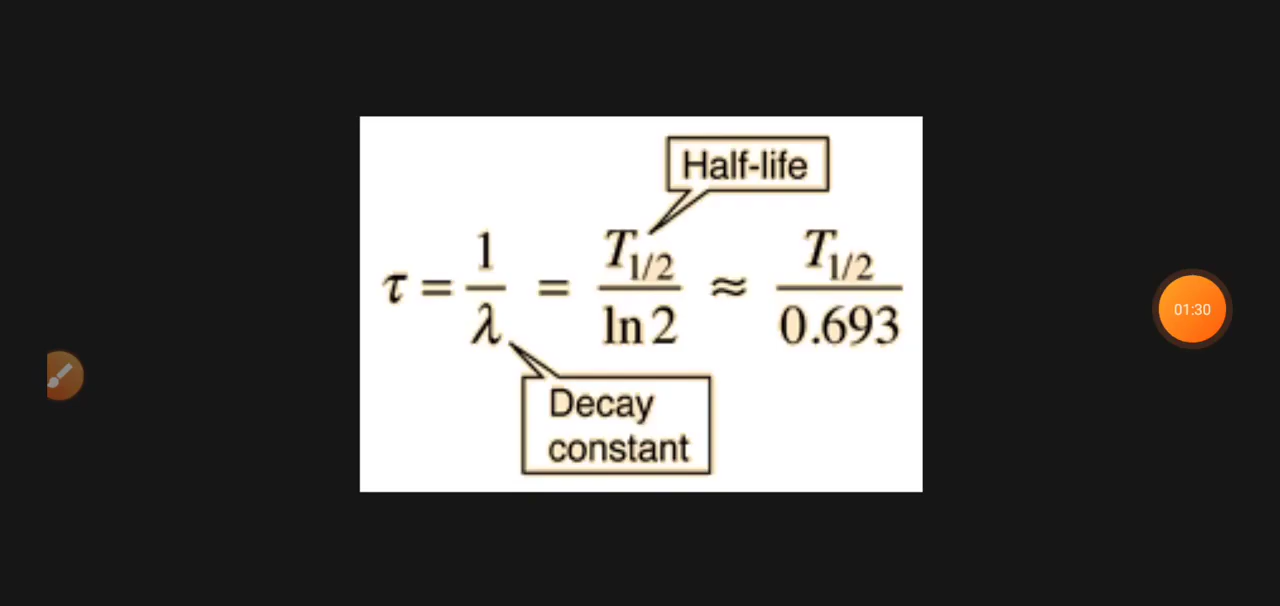 Half-life
τ = 1/λ = T1/2/ln 2 ≈ T1/2/0.693
Decay
constant
01:30